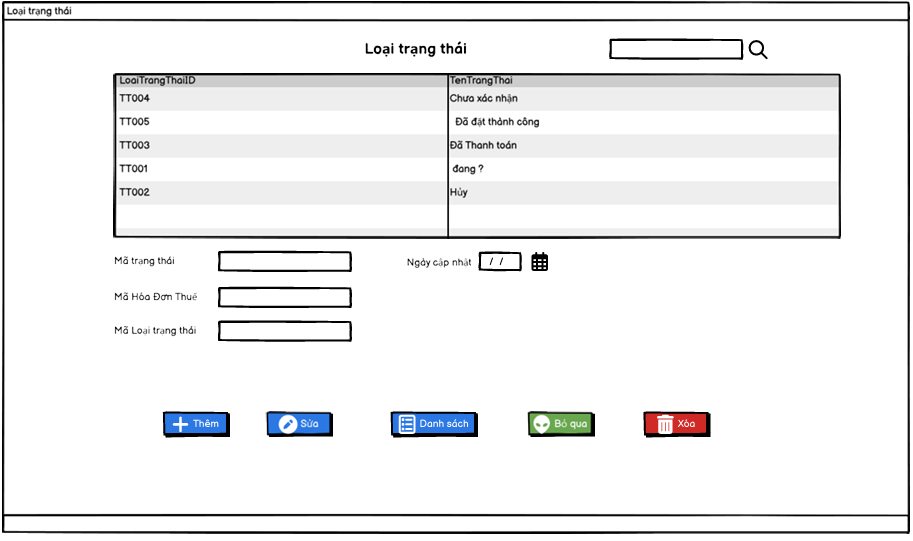 Loại trạng thái
Loại trạng thái
LoaiTrangThaiID TenTrangThai
TT004 Chưa xác nhận
TT005 Đã đặt thành công
TT003 Đã Thanh toán
TT001 đang ?
TT002 Hủy
Mã trạng thái Ngày cập nhật / /
Mã Hóa Đơn Thuế
Mã Loại trạng thái
Thêm Sửa Danh sách Bỏ qua Xóa